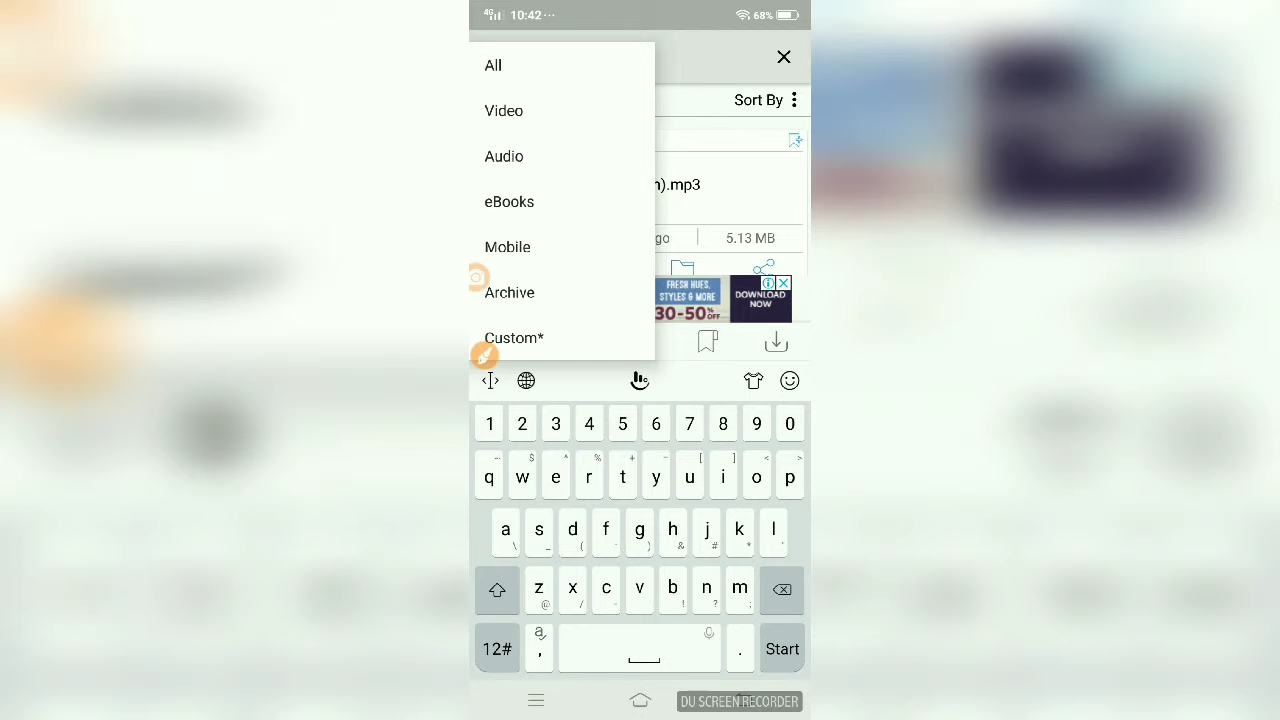 4G 10:42 ··· 68%
All
Video
Audio
eBooks
Mobile
Archive
Custom*
Sort By
n).mp3
go 5.13 MB
FRESH HUES,
STYLES & MORE
30-50% OFF
DOWNLOAD
NOW
1 2 3 4 5 6 7 8 9 0
q w e r t y u i o p
a s d f g h j k l
z x c v b n m
12# , . Start
DU SCREEN RECORDER